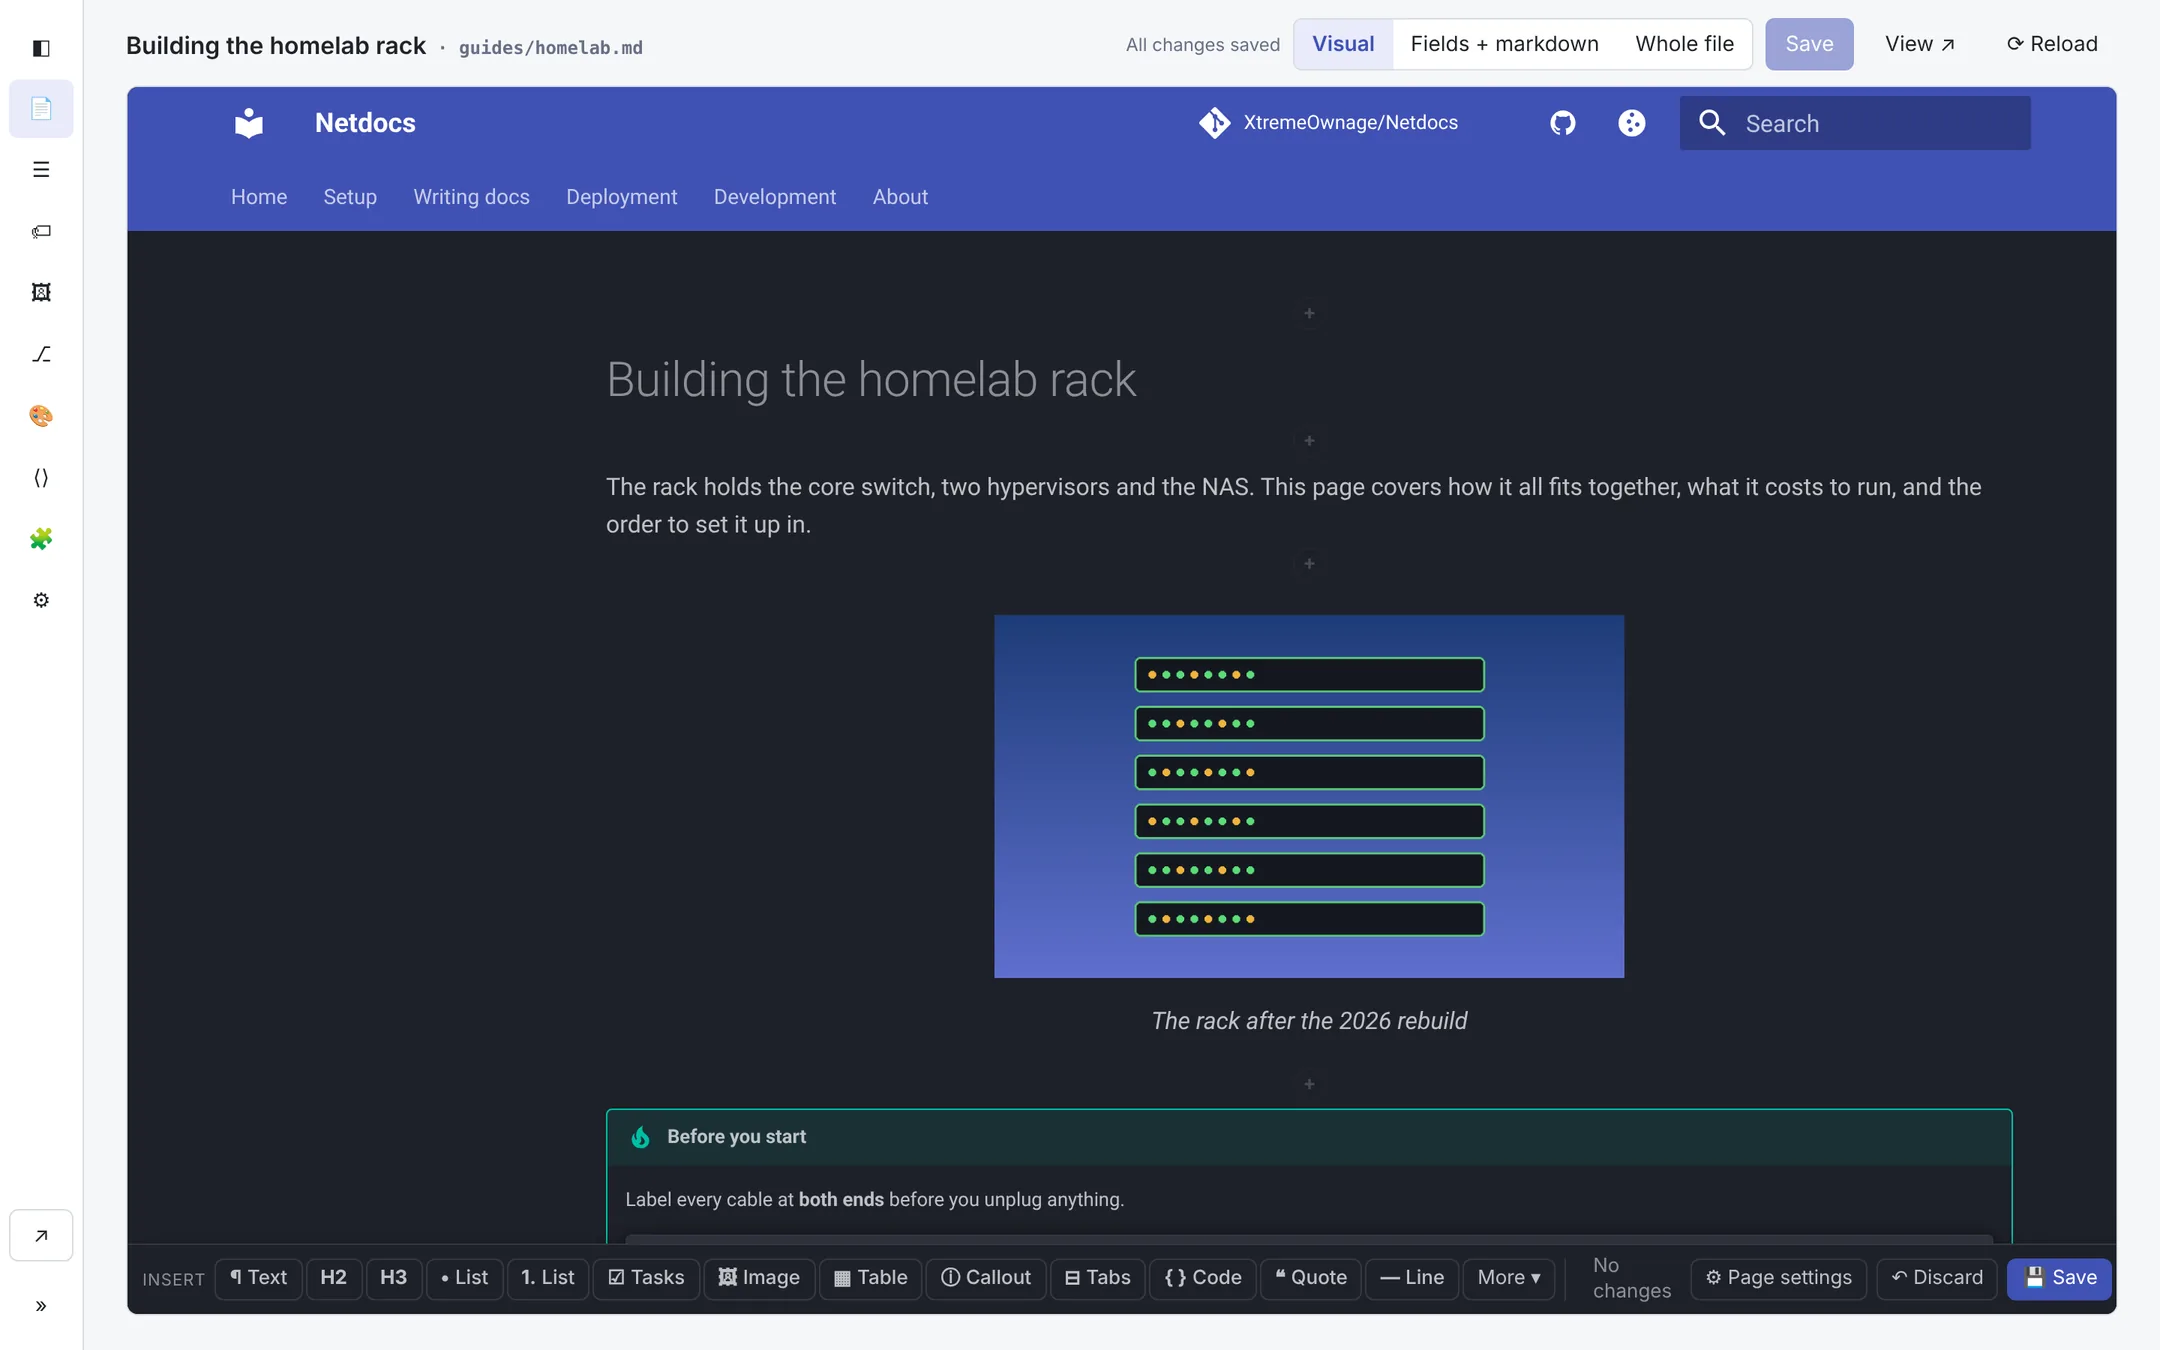 Building the homelab rack · guides/homelab.md
All changes saved
Visual
Fields + markdown
Whole file
Save
View ↗
⟳ Reload
Netdocs
XtremeOwnage/Netdocs
Search
Home
Setup
Writing docs
Deployment
Development
About
Building the homelab rack
The rack holds the core switch, two hypervisors and the NAS. This page covers how it all fits together, what it costs to run, and the
order to set it up in.
The rack after the 2026 rebuild
Before you start
Label every cable at both ends before you unplug anything.
INSERT
¶ Text
H2
H3
• List
1. List
☑ Tasks
Image
Table
Callout
Tabs
{ } Code
❝ Quote
— Line
More ▾
No
changes
⚙ Page settings
↶ Discard
Save